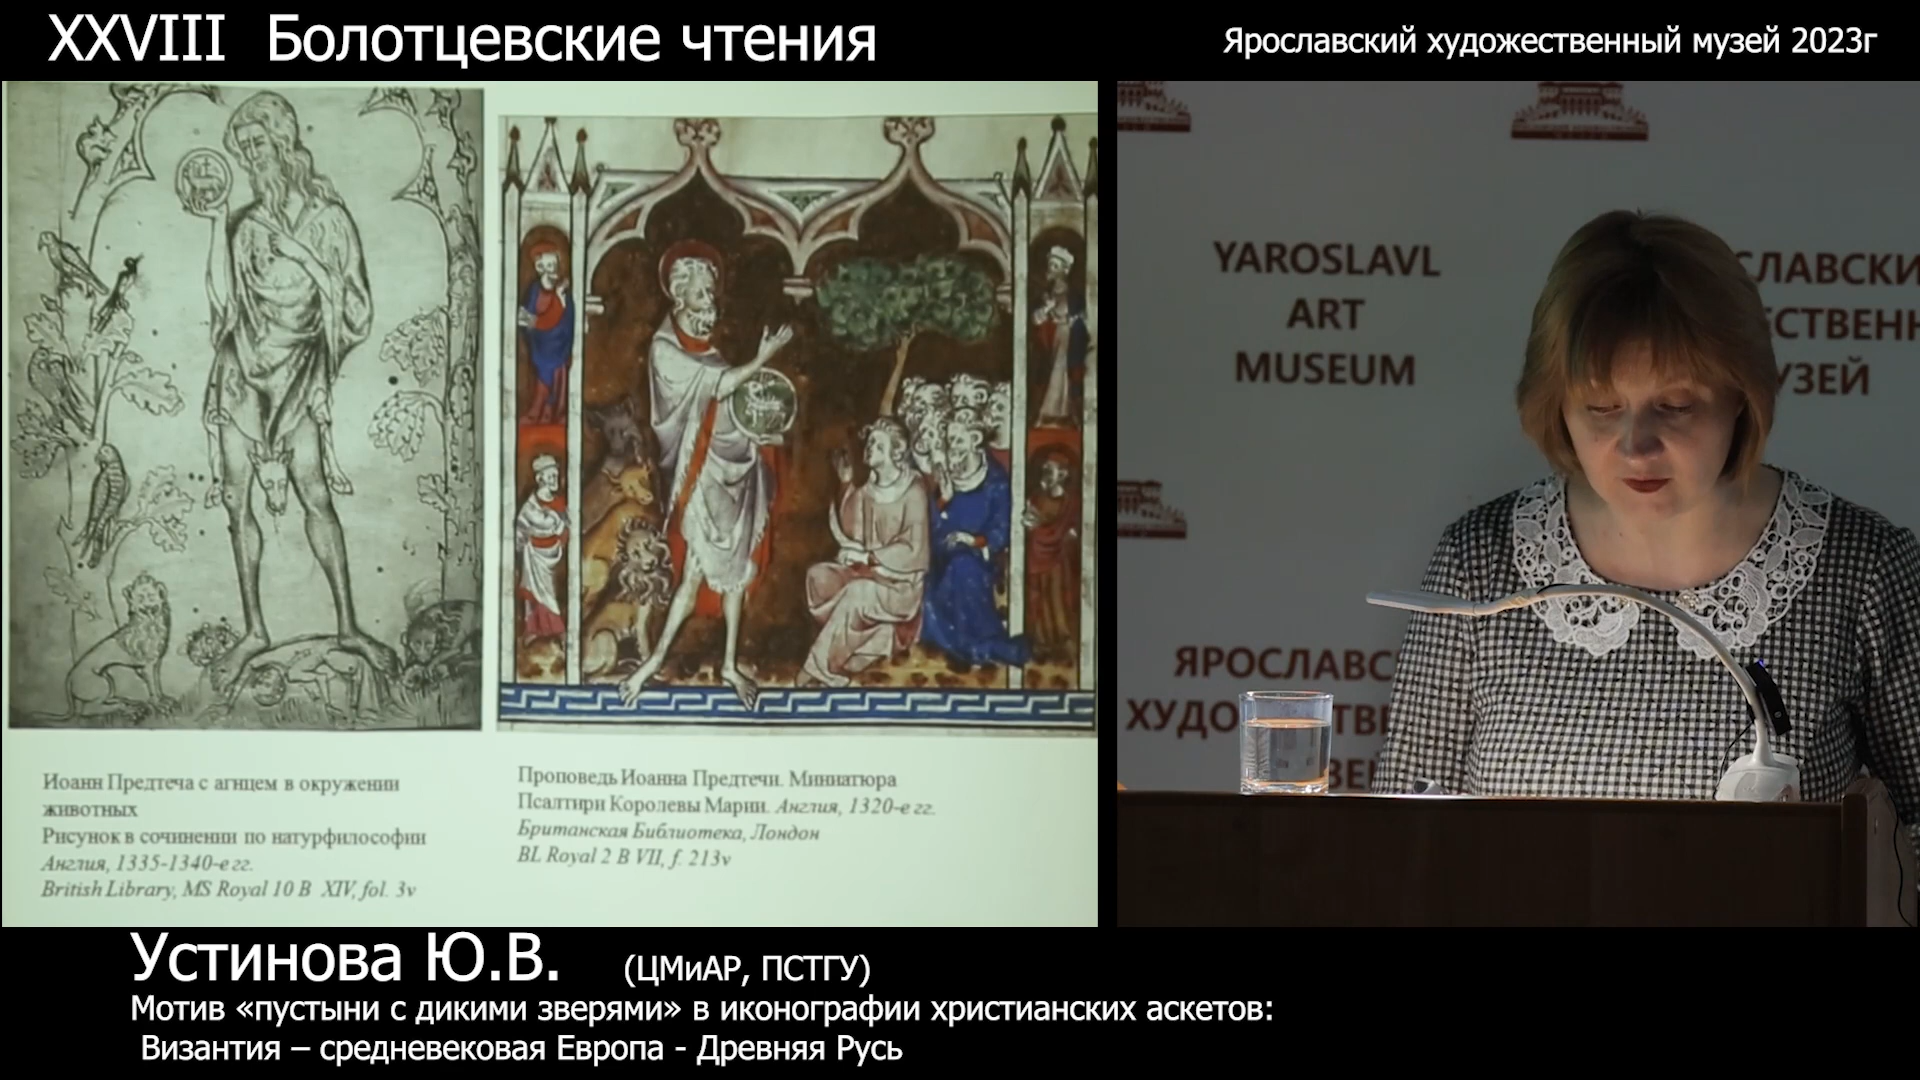 XXVIII Болотцевские чтения
Ярославский художественный музей 2023г
YAROSLAVL
ART
MUSEUM
Иоанн Предтеча с агнцем в окружении
животных
Рисунок в сочинении по натурфилософии
Англия, 1335-1340-е гг.
British Library, MS Royal 10 B XIV, fol. 3v
Проповедь Иоанна Предтечи. Миниатюра
Псалтири Королевы Марии. Англия, 1320-е гг.
Британская Библиотека, Лондон
BL Royal 2 B VII, f. 213v
Устинова Ю.В. (ЦМиАР, ПСТГУ)
Мотив «пустыни с дикими зверями» в иконографии христианских аскетов:
Византия – средневековая Европа - Древняя Русь